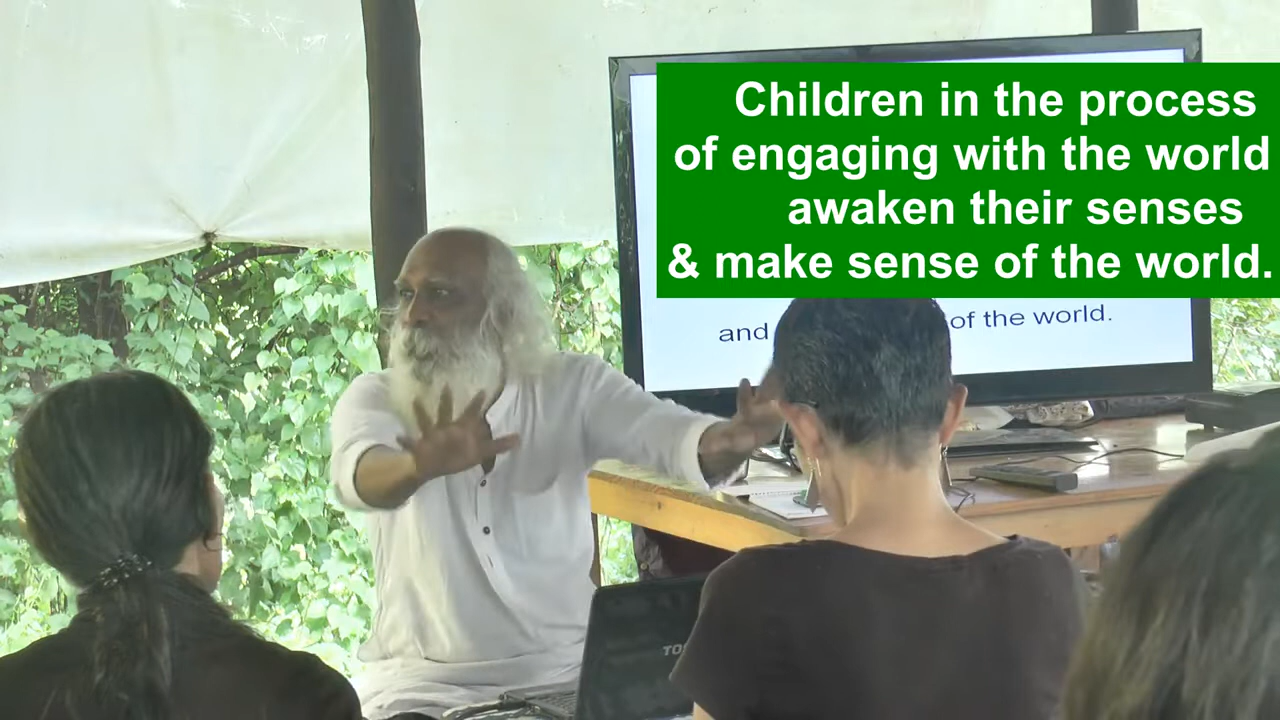 Children in the process
of engaging with the world
awaken their senses
& make sense of the world.
and of the world.
TO